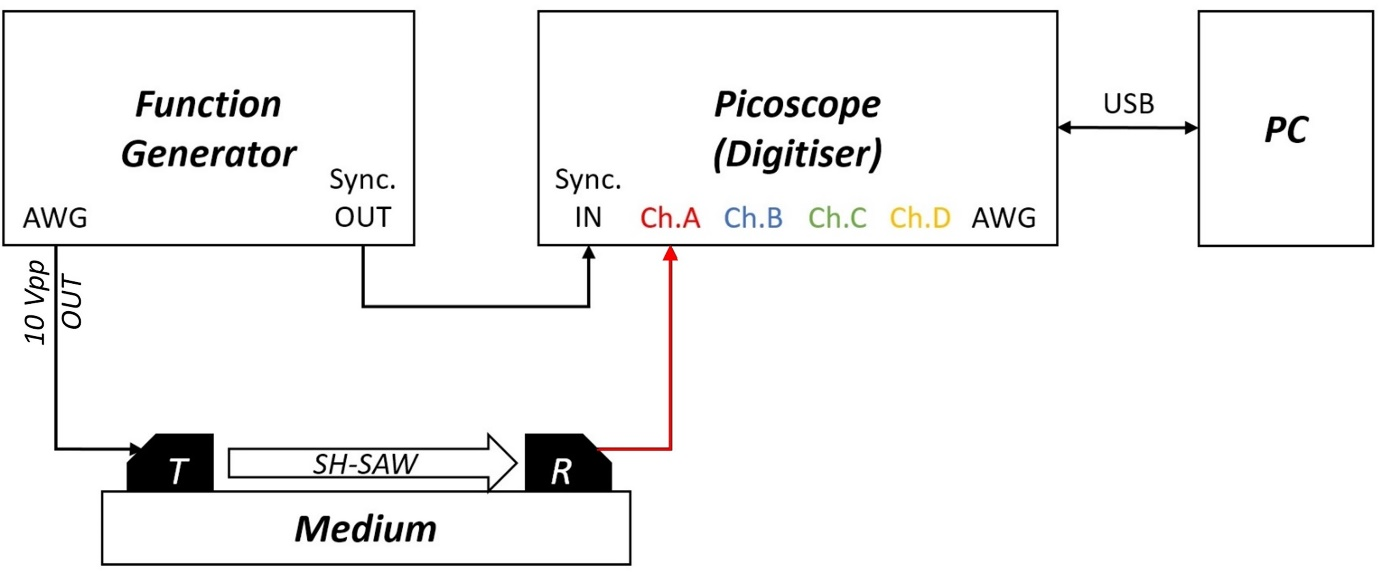 Function
Generator
Sync.
AWG OUT
Picoscope
(Digitiser)
Sync.
IN Ch.A Ch.B Ch.C Ch.D AWG
USB
PC
10 Vpp
OUT
T SH-SAW R
Medium